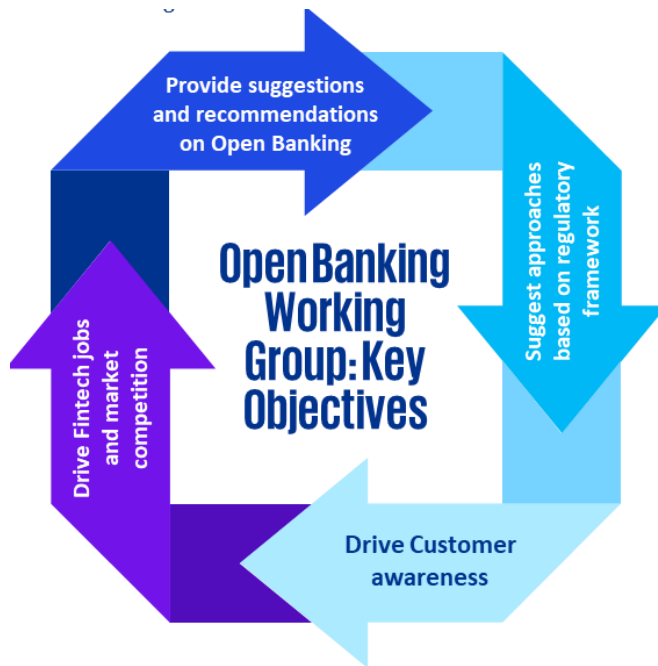 Provide suggestions
and recommendations
on Open Banking
Suggest approaches
based on regulatory
framework
Open Banking
Working
Group: Key
Objectives
Drive Fintech jobs
and market
competition
Drive Customer
awareness